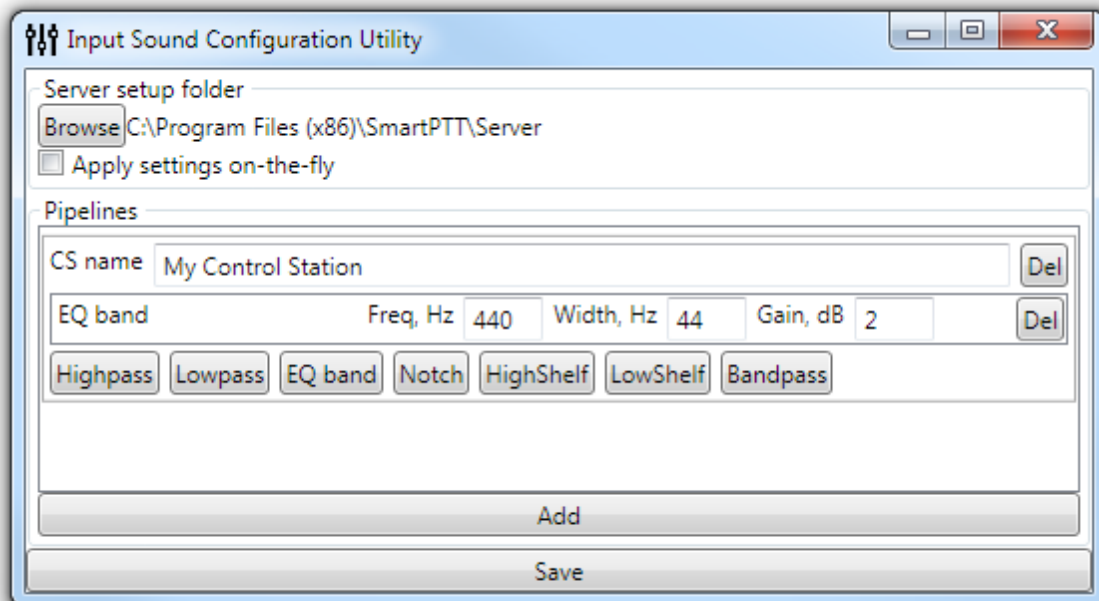 Input Sound Configuration Utility
Server setup folder
Browse C:\Program Files (x86)\SmartPTT\Server
Apply settings on-the-fly
Pipelines
CS name My Control Station Del
EQ band Freq, Hz 440 Width, Hz 44 Gain, dB 2 Del
Highpass Lowpass EQ band Notch HighShelf LowShelf Bandpass
Add
Save